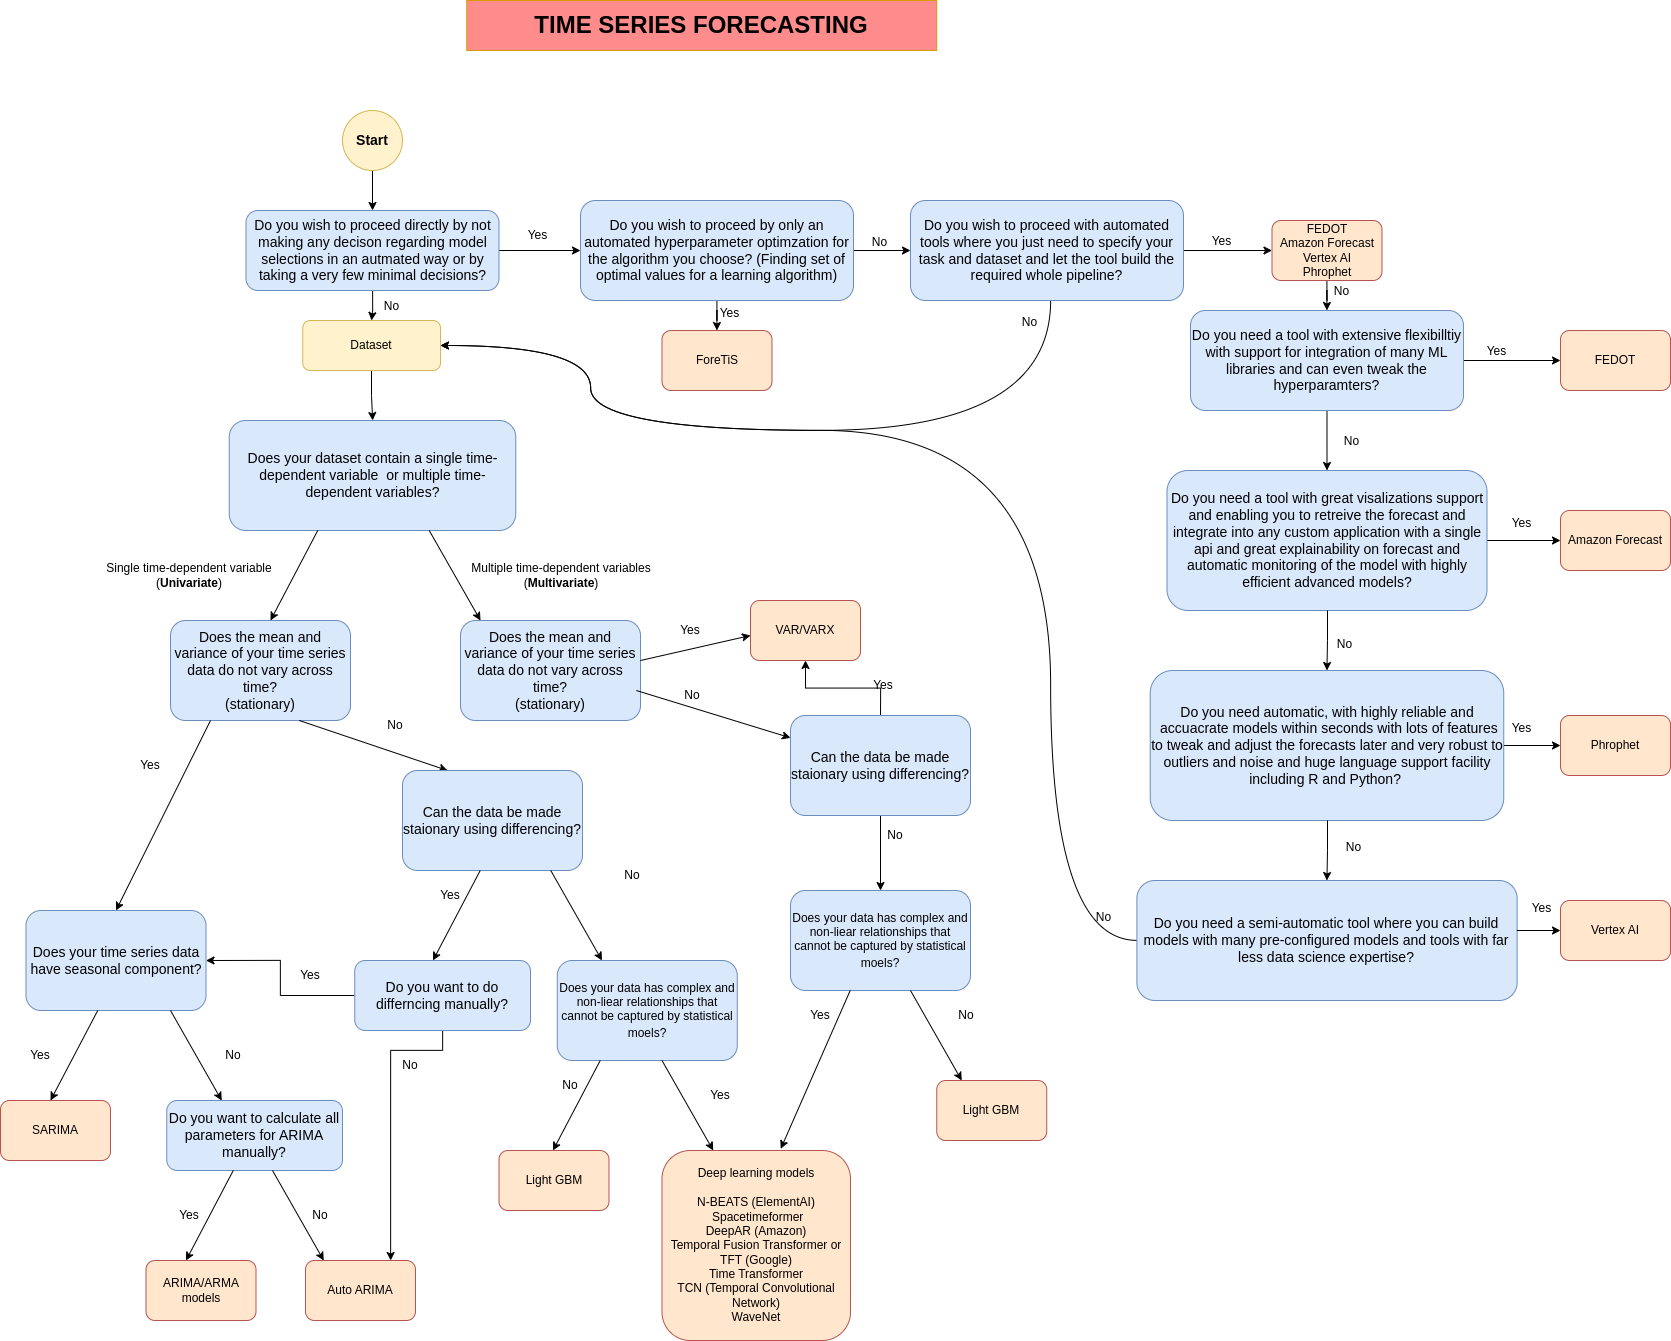 TIME SERIES FORECASTING
Start
Do you wish to proceed directly by not
making any decison regarding model
selections in an autmated way or by
taking a very few minimal decisions?
Yes
Do you wish to proceed by only an
automated hyperparameter optimzation for
the algorithm you choose? (Finding set of
optimal values for a learning algorithm)
No
Do you wish to proceed with automated
tools where you just need to specify your
task and dataset and let the tool build the
required whole pipeline?
Yes
FEDOT
Amazon Forecast
Vertex AI
Phrophet
No
No
Yes
No
Dataset
ForeTiS
Do you need a tool with extensive flexibilltiy
with support for integration of many ML
libraries and can even tweak the
hyperparamters?
Yes
FEDOT
No
Does your dataset contain a single time-
dependent variable or multiple time-
dependent variables?
Do you need a tool with great visalizations support
and enabling you to retreive the forecast and
integrate into any custom application with a single
api and great explainability on forecast and
automatic monitoring of the model with highly
efficient advanced models?
Yes
Amazon Forecast
Single time-dependent variable
(Univariate)
Multiple time-dependent variables
(Multivariate)
No
Does the mean and
variance of your time series
data do not vary across
time?
(stationary)
Does the mean and
variance of your time series
data do not vary across
time?
(stationary)
Yes
VAR/VARX
No
Yes
Do you need automatic, with highly reliable and
accuacrate models within seconds with lots of features
to tweak and adjust the forecasts later and very robust to
outliers and noise and huge language support facility
including R and Python?
Yes
Phrophet
No
Yes
No
Can the data be made
staionary using differencing?
Can the data be made
staionary using differencing?
No
Yes
No
No
Do you need a semi-automatic tool where you can build
models with many pre-configured models and tools with far
less data science expertise?
No
Yes
Vertex AI
Does your time series data
have seasonal component?
Yes
Do you want to do
differncing manually?
Does your data has complex and
non-liear relationships that
cannot be captured by statistical
moels?
Does your data has complex and
non-liear relationships that
cannot be captured by statistical
moels?
Yes
No
Yes
No
No
No
Yes
SARIMA
Do you want to calculate all
parameters for ARIMA
manually?
Light GBM
Light GBM
Yes
No
ARIMA/ARMA
models
Auto ARIMA
Deep learning models
N-BEATS (ElementAI)
Spacetimeformer
DeepAR (Amazon)
Temporal Fusion Transformer or
TFT (Google)
Time Transformer
TCN (Temporal Convolutional
Network)
WaveNet